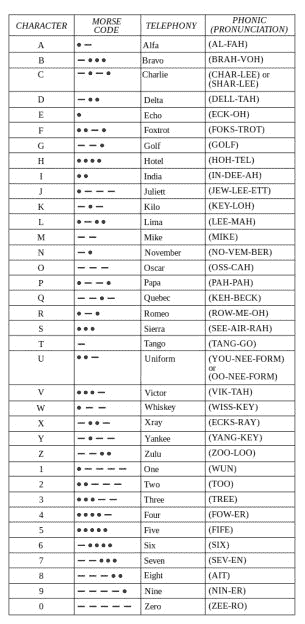 CHARACTER MORSE CODE TELEPHONY PHONIC (PRONUNCIATION)
A ● — Alfa (AL-FAH)
B — ● ● ● Bravo (BRAH-VOH)
C — ● — ● Charlie (CHAR-LEE) or
(SHAR-LEE)
D — ● ● Delta (DELL-TAH)
E ● Echo (ECK-OH)
F ● ● — ● Foxtrot (FOKS-TROT)
G — — ● Golf (GOLF)
H ● ● ● ● Hotel (HOH-TEL)
I ● ● India (IN-DEE-AH)
J ● — — — Juliett (JEW-LEE-ETT)
K — ● — Kilo (KEY-LOH)
L ● — ● ● Lima (LEE-MAH)
M — — Mike (MIKE)
N — ● November (NO-VEM-BER)
O — — — Oscar (OSS-CAH)
P ● — — ● Papa (PAH-PAH)
Q — — ● — Quebec (KEH-BECK)
R ● — ● Romeo (ROW-ME-OH)
S ● ● ● Sierra (SEE-AIR-RAH)
T — Tango (TANG-GO)
U ● ● — Uniform (YOU-NEE-FORM)
or
(OO-NEE-FORM)
V ● ● ● — Victor (VIK-TAH)
W ● — — Whiskey (WISS-KEY)
X — ● ● — Xray (ECKS-RAY)
Y — ● — — Yankee (YANG-KEY)
Z — — ● ● Zulu (ZOO-LOO)
1 ● — — — — One (WUN)
2 ● ● — — — Two (TOO)
3 ● ● ● — — Three (TREE)
4 ● ● ● ● — Four (FOW-ER)
5 ● ● ● ● ● Five (FIFE)
6 — ● ● ● ● Six (SIX)
7 — — ● ● ● Seven (SEV-EN)
8 — — — ● ● Eight (AIT)
9 — — — — ● Nine (NIN-ER)
0 — — — — — Zero (ZEE-RO)